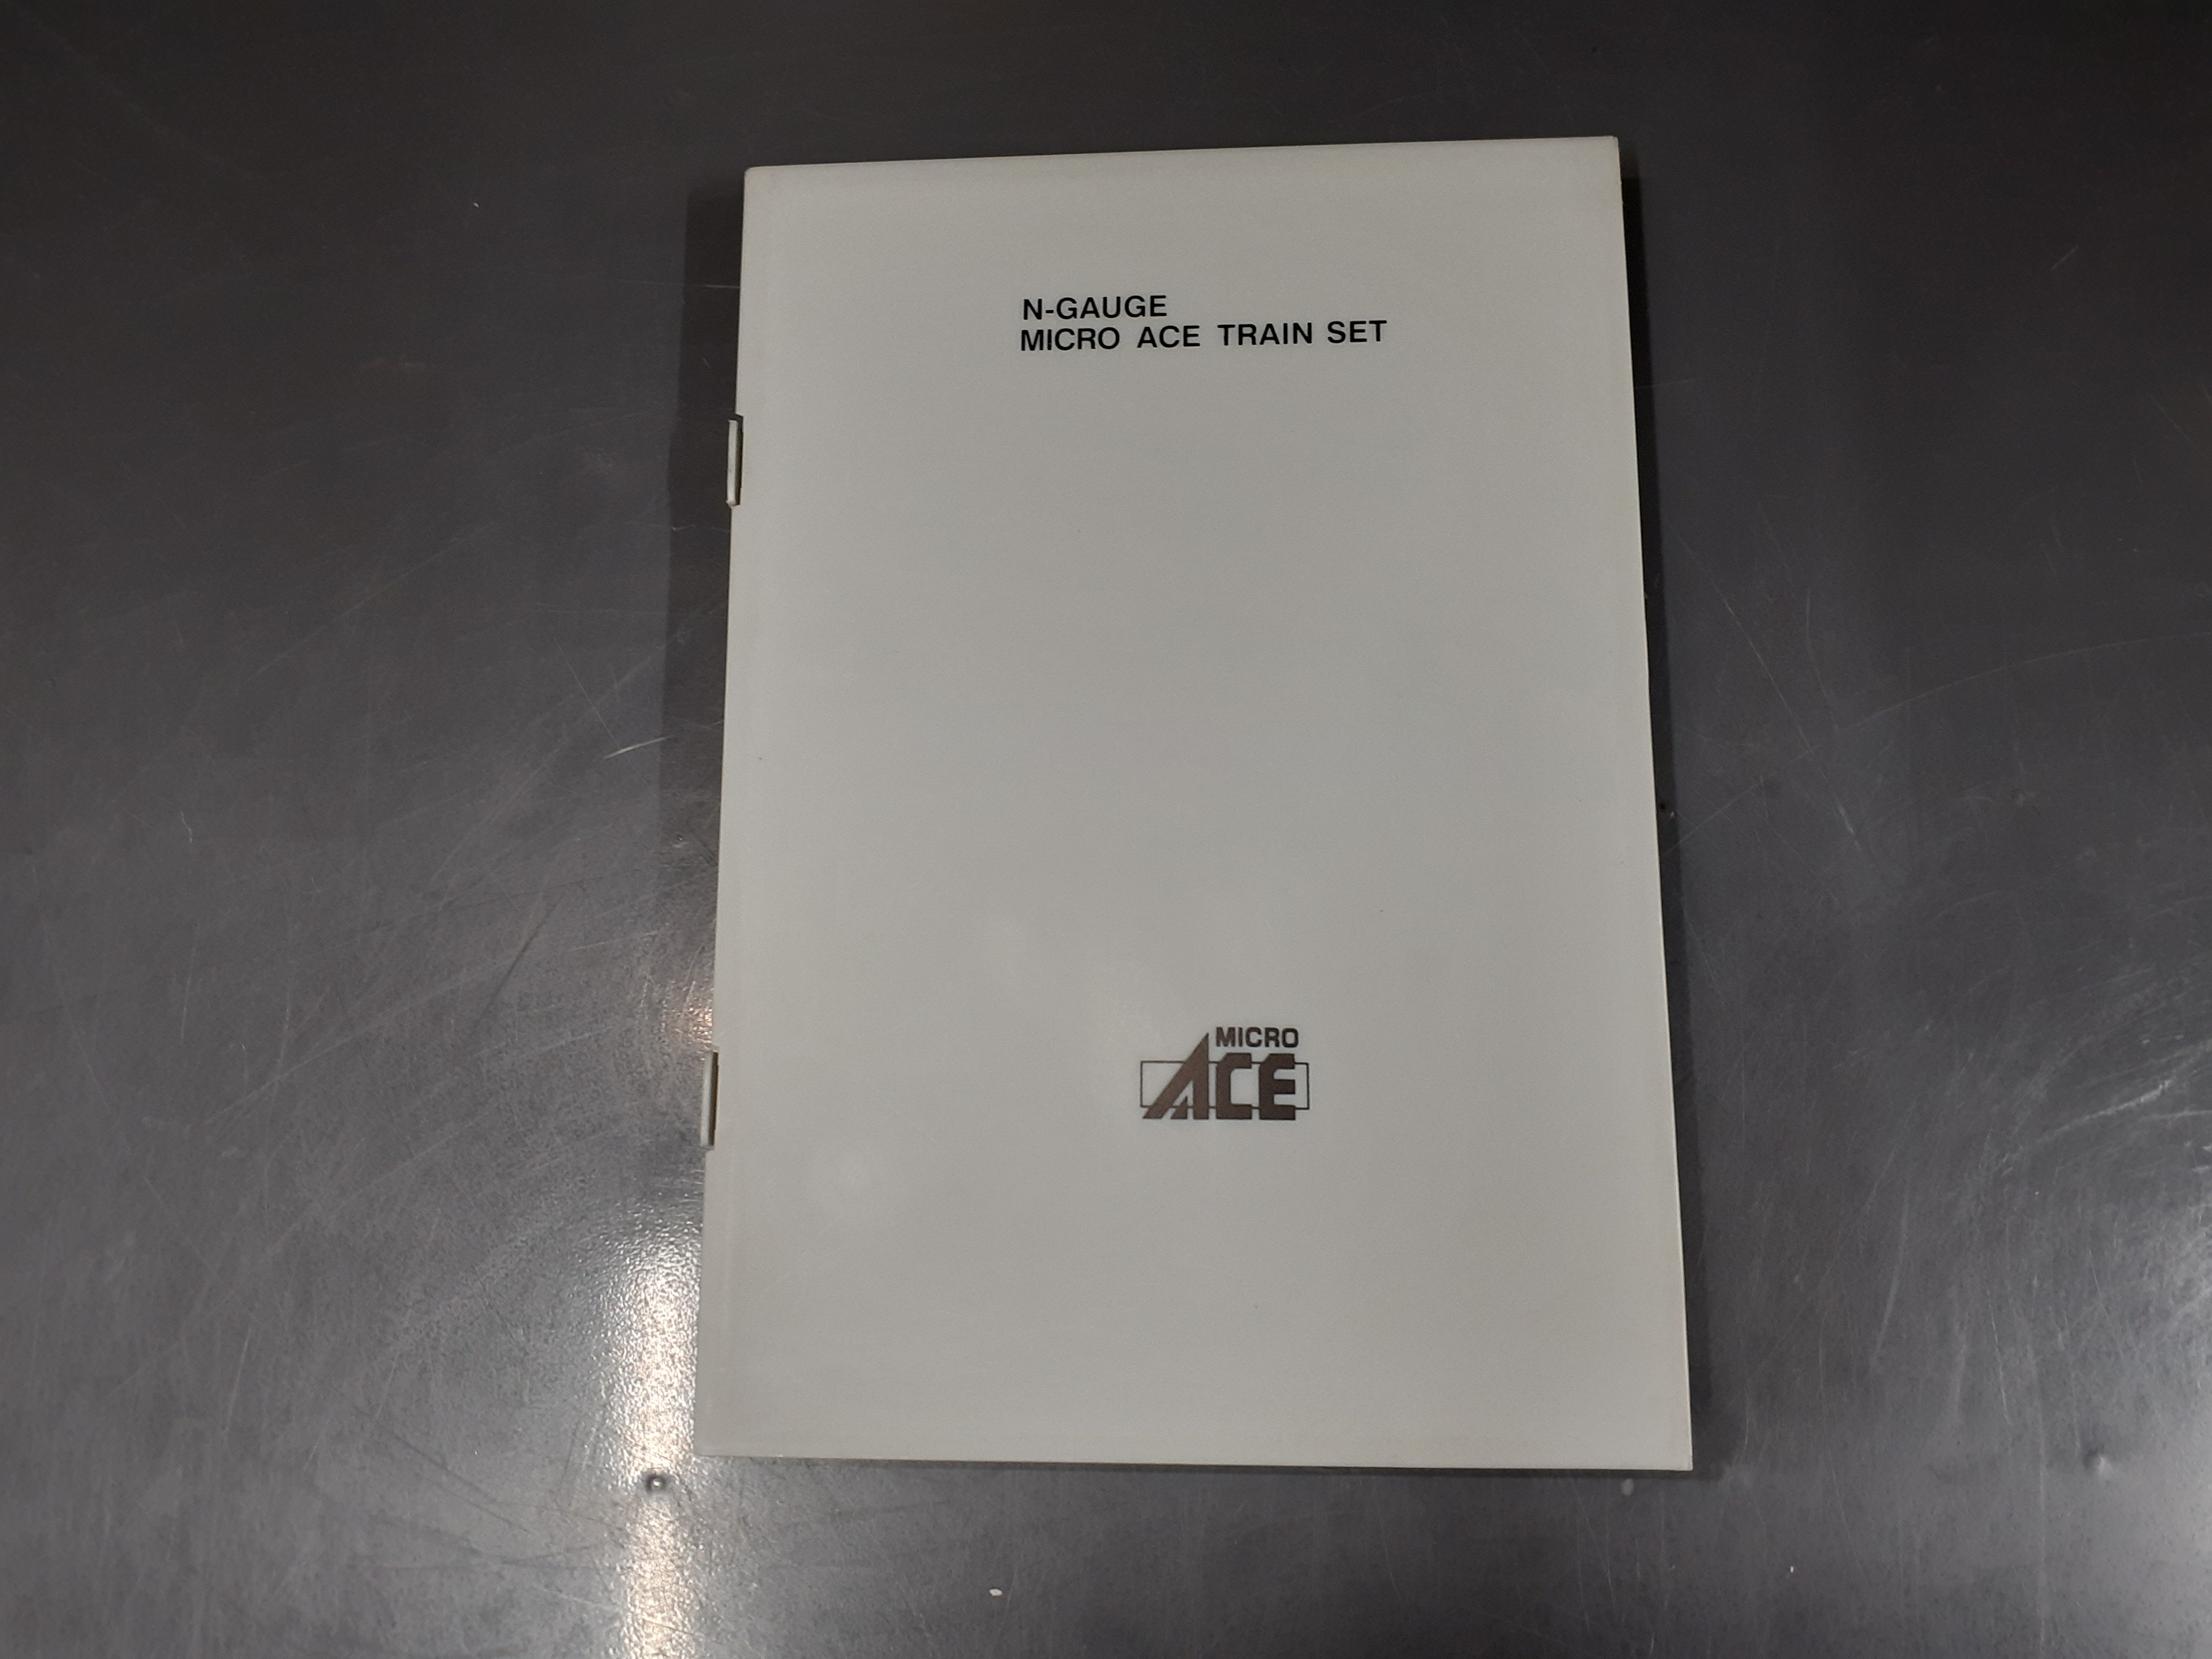 N-GAUGE
MICRO ACE TRAIN SET
MICRO
ACE